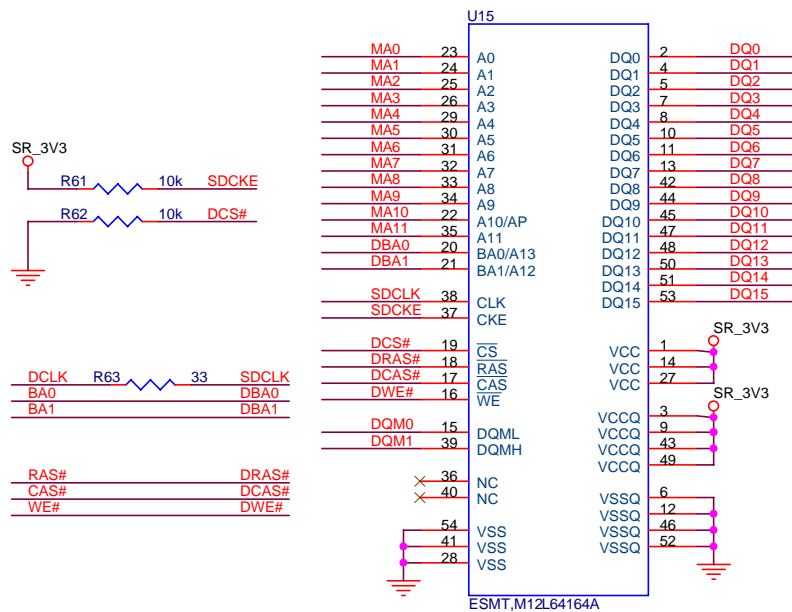 U15
MA0 23 A0 DQ0 2 DQ0
MA1 24 A1 DQ1 4 DQ1
MA2 25 A2 DQ2 5 DQ2
MA3 26 A3 DQ3 7 DQ3
MA4 29 A4 DQ4 8 DQ4
MA5 30 A5 DQ5 10 DQ5
MA6 31 A6 DQ6 11 DQ6
MA7 32 A7 DQ7 13 DQ7
MA8 33 A8 DQ8 42 DQ8
MA9 34 A9 DQ9 44 DQ9
MA10 22 A10/AP DQ10 45 DQ10
MA11 35 A11 DQ11 47 DQ11
DBA0 20 BA0/A13 DQ12 48 DQ12
DBA1 21 BA1/A12 DQ13 50 DQ13
DQ14 51 DQ14
SDCLK 38 CLK DQ15 53 DQ15
SDCKE 37 CKE
SR_3V3
R61 10k SDCKE
R62 10k DCS#
DCS# 19 CS VCC 1 SR_3V3
DRAS# 18 RAS VCC 14
DCAS# 17 CAS VCC 27
DWE# 16 WE
SR_3V3
DCLK R63 33 SDCLK
BA0 DBA0
BA1 DBA1
VCCQ 3
DQM0 15 DQML VCCQ 9
DQM1 39 DQMH VCCQ 43
VCCQ 49
RAS# DRAS#
CAS# DCAS#
WE# DWE#
36 NC VSSQ 6
40 NC VSSQ 12
54 VSS VSSQ 46
41 VSS VSSQ 52
28 VSS
ESMT,M12L64164A